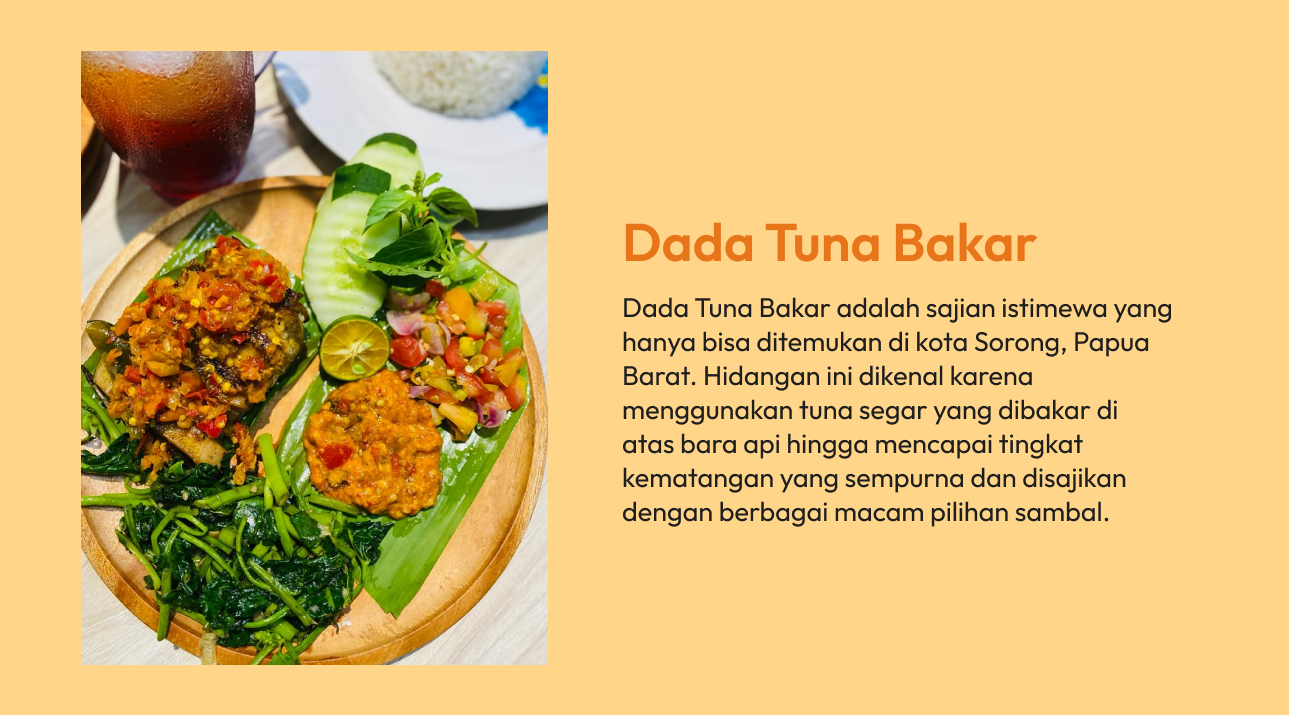 Dada Tuna Bakar
Dada Tuna Bakar adalah sajian istimewa yang
hanya bisa ditemukan di kota Sorong, Papua
Barat. Hidangan ini dikenal karena
menggunakan tuna segar yang dibakar di
atas bara api hingga mencapai tingkat
kematangan yang sempurna dan disajikan
dengan berbagai macam pilihan sambal.